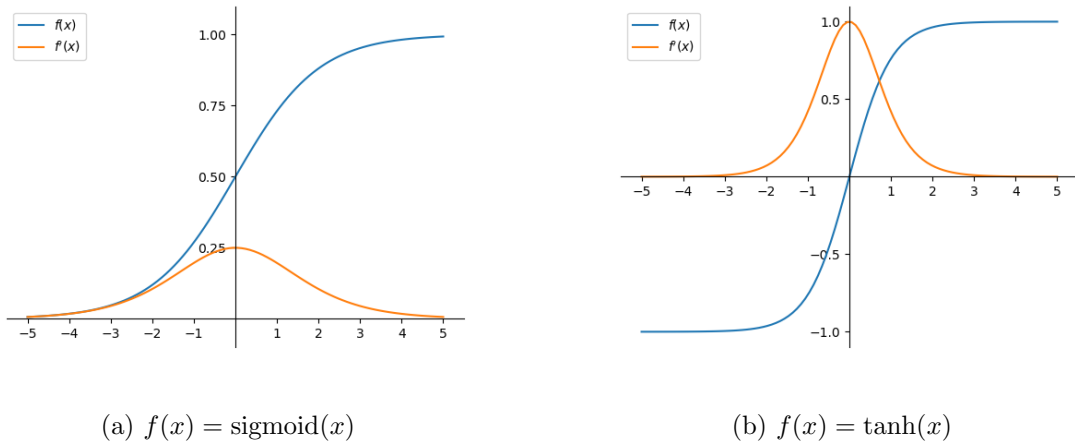 f(x)
f'(x)
1.00
0.75
0.50
0.25
−5 −4 −3 −2 −1 0 1 2 3 4 5
(a) f(x) = sigmoid(x)
f(x)
f'(x)
1.0
0.5
−5 −4 −3 −2 −1 0 1 2 3 4 5
−0.5
−1.0
(b) f(x) = tanh(x)